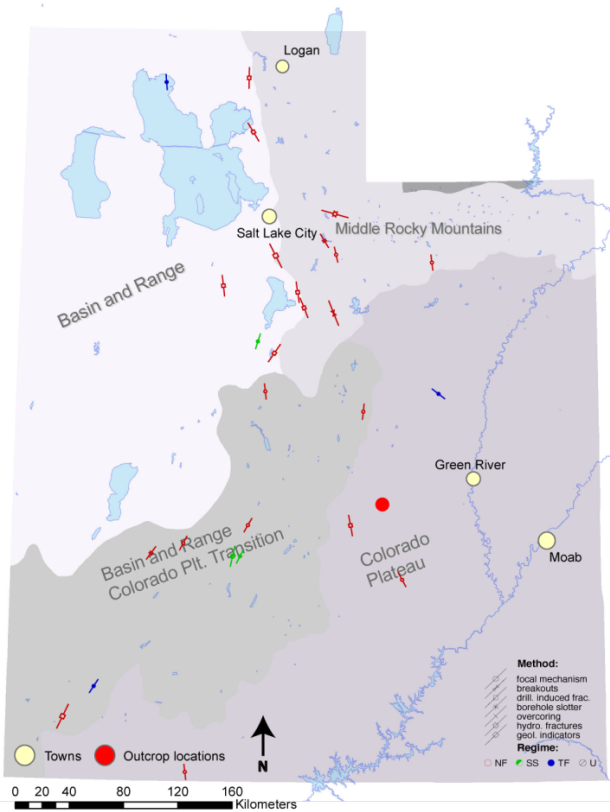 Logan
Salt Lake City
Middle Rocky Mountains
Basin and Range
Green River
Basin and Range
Colorado Plt. Transition
Colorado
Plateau
Moab
Method:
focal mechanism
breakouts
drill. induced frac.
borehole slotter
overcoring
hydro. fractures
geol. indicators
Regime:
NF SS TF U
Towns Outcrop locations
N
0 20 40 80 120 160
Kilometers